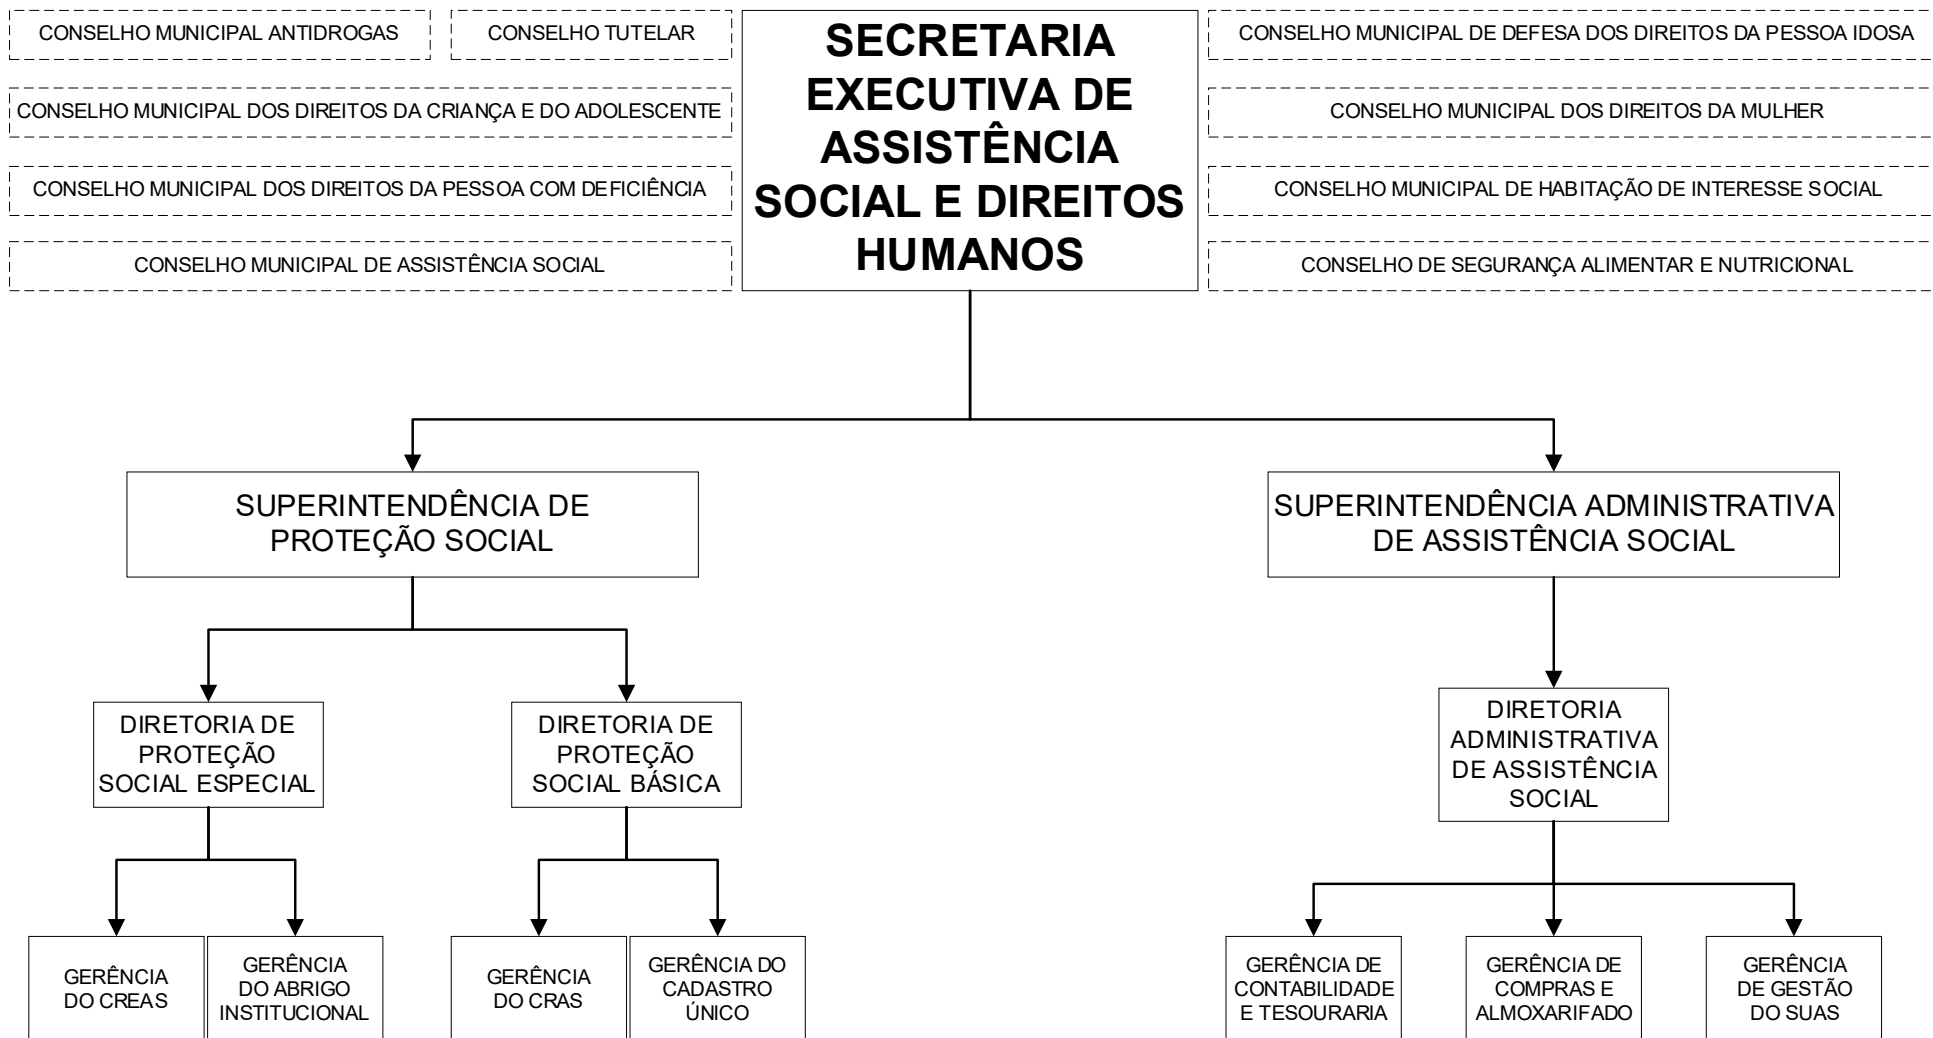 CONSELHO MUNICIPAL ANTIDROGAS
CONSELHO TUTELAR
CONSELHO MUNICIPAL DOS DIREITOS DA CRIANÇA E DO ADOLESCENTE
CONSELHO MUNICIPAL DOS DIREITOS DA PESSOA COM DEFICIÊNCIA
CONSELHO MUNICIPAL DE ASSISTÊNCIA SOCIAL
SECRETARIA
EXECUTIVA DE
ASSISTÊNCIA
SOCIAL E DIREITOS
HUMANOS
CONSELHO MUNICIPAL DE DEFESA DOS DIREITOS DA PESSOA IDOSA
CONSELHO MUNICIPAL DOS DIREITOS DA MULHER
CONSELHO MUNICIPAL DE HABITAÇÃO DE INTERESSE SOCIAL
CONSELHO DE SEGURANÇA ALIMENTAR E NUTRICIONAL
SUPERINTENDÊNCIA DE
PROTEÇÃO SOCIAL
SUPERINTENDÊNCIA ADMINISTRATIVA
DE ASSISTÊNCIA SOCIAL
DIRETORIA DE
PROTEÇÃO
SOCIAL ESPECIAL
DIRETORIA DE
PROTEÇÃO
SOCIAL BÁSICA
DIRETORIA
ADMINISTRATIVA
DE ASSISTÊNCIA
SOCIAL
GERÊNCIA
DO CREAS
GERÊNCIA
DO ABRIGO
INSTITUCIONAL
GERÊNCIA
DO CRAS
GERÊNCIA DO
CADASTRO
ÚNICO
GERÊNCIA DE
CONTABILIDADE
E TESOURARIA
GERÊNCIA DE
COMPRAS E
ALMOXARIFADO
GERÊNCIA
DE GESTÃO
DO SUAS